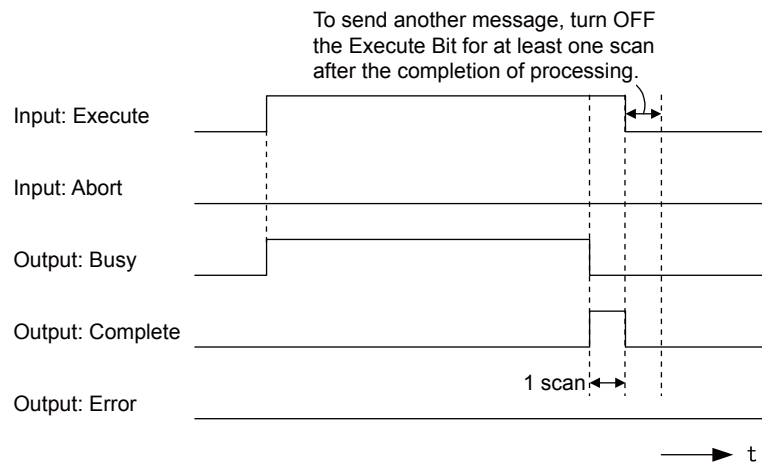 To send another message, turn OFF
the Execute Bit for at least one scan
after the completion of processing.
Input: Execute
Input: Abort
Output: Busy
Output: Complete
1 scan
Output: Error
t